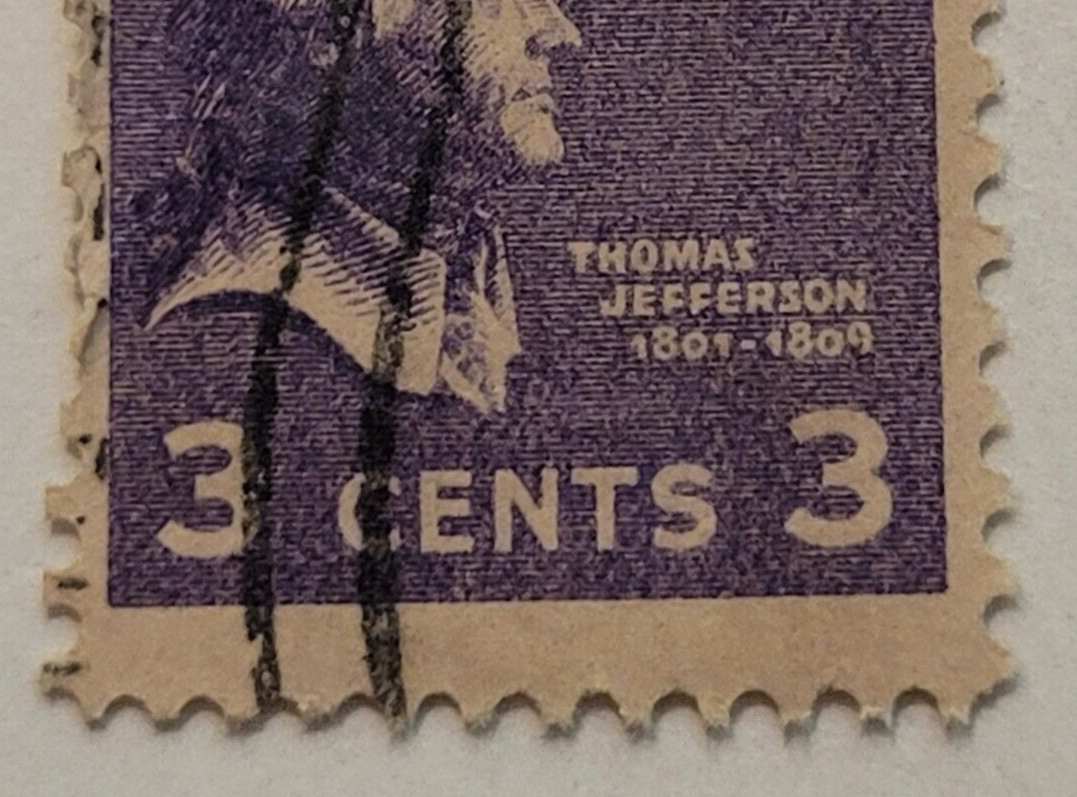 THOMAS
JEFFERSON
1801-1809
3 CENTS 3